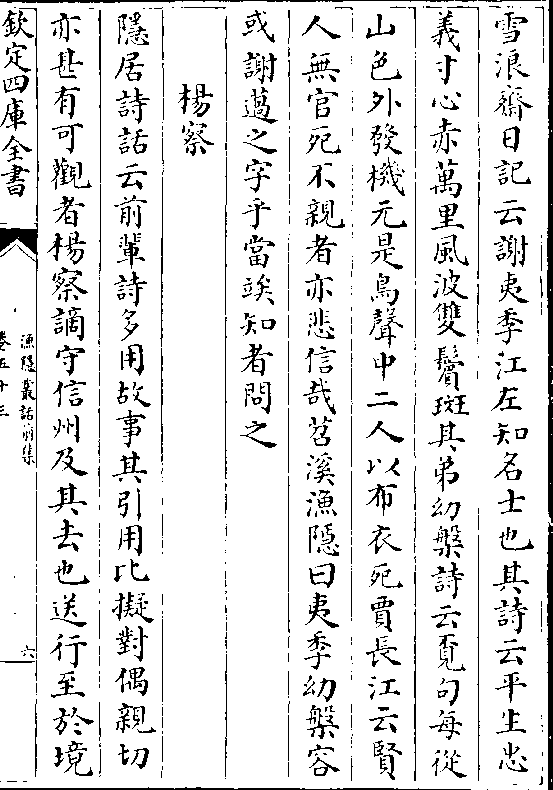 雪浪齋日記云謝夷季江左知名士也其詩云平生忠
義寸心赤萬里風波雙鬢斑其弟幼槃詩云覔句每從
山色外發機元是鳥聲中二人以布衣死賈長江云賢
人無官死不親者亦悲信哉苕溪漁隱曰夷季幼槃容
或謝薖之字乎當竢知者問之
楊察
隱居詩話云前輩詩多用故事其引用比擬對偶親切
亦甚有可觀者楊察謫守信州及其去也送行至於境
欽定四庫全書
漁隱叢話前集
卷五十三
六